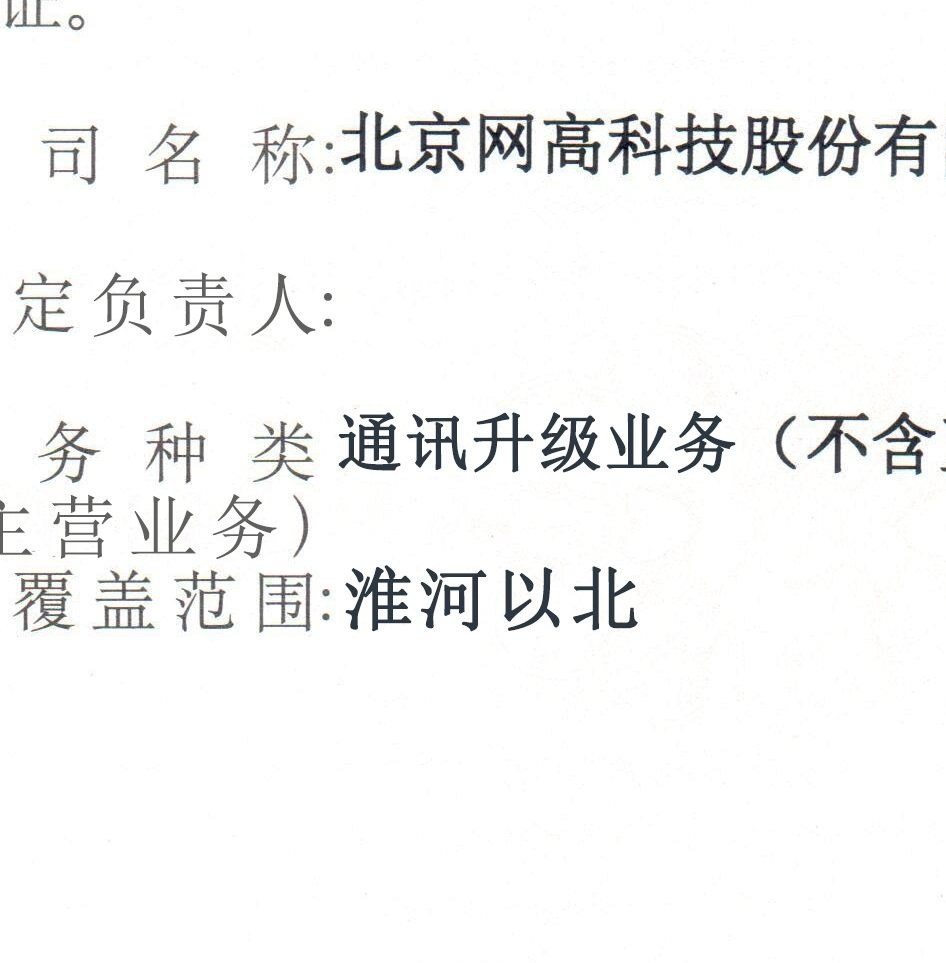 证。
司名称:北京网高科技股份有
定负责人:
务种类 通讯升级业务（不含
主营业务）
覆盖范围:淮河以北